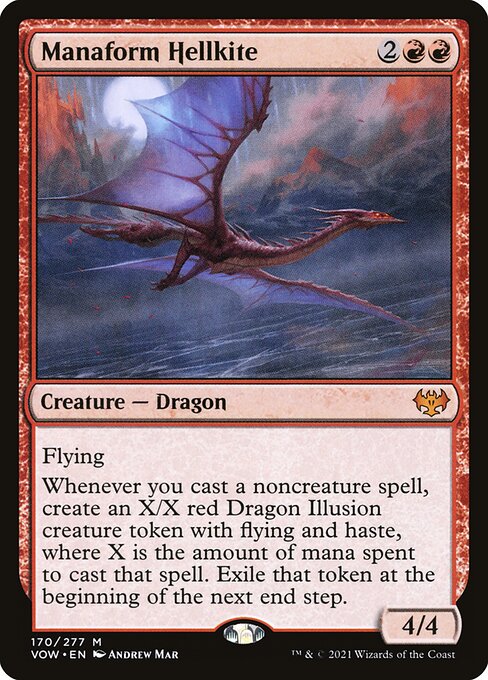 Manaform Hellkite 2
Creature — Dragon
Flying
Whenever you cast a noncreature spell,
create an X/X red Dragon Illusion
creature token with flying and haste,
where X is the amount of mana spent
to cast that spell. Exile that token at the
beginning of the next end step.
4/4
170/277 M
VOW • EN Andrew Mar
™ & © 2021 Wizards of the Coast